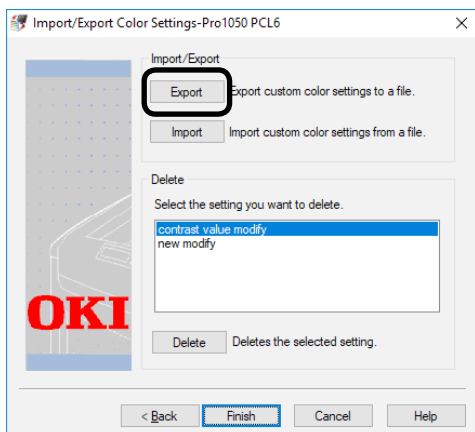 Import/Export Color Settings-Pro1050 PCL6
Import/Export
Export Export custom color settings to a file.
Import Import custom color settings from a file.
Delete
Select the setting you want to delete.
contrast value modify
new modify
OKI
Delete Deletes the selected setting.
< Back Finish Cancel Help